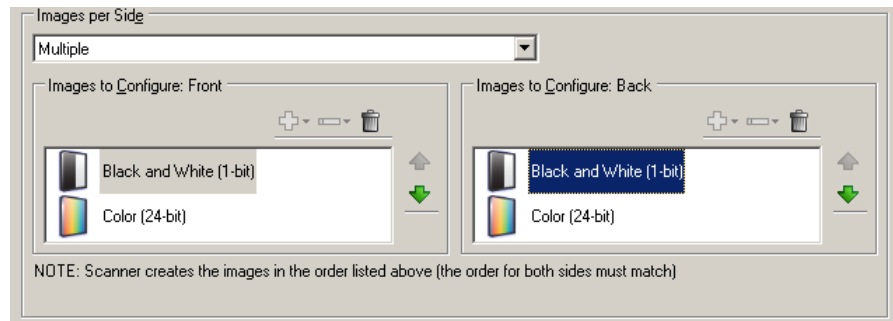 Images per Side
Multiple
Images to Configure: Front
Images to Configure: Back
Black and White (1-bit)
Color (24-bit)
Black and White (1-bit)
Color (24-bit)
NOTE: Scanner creates the images in the order listed above (the order for both sides must match)